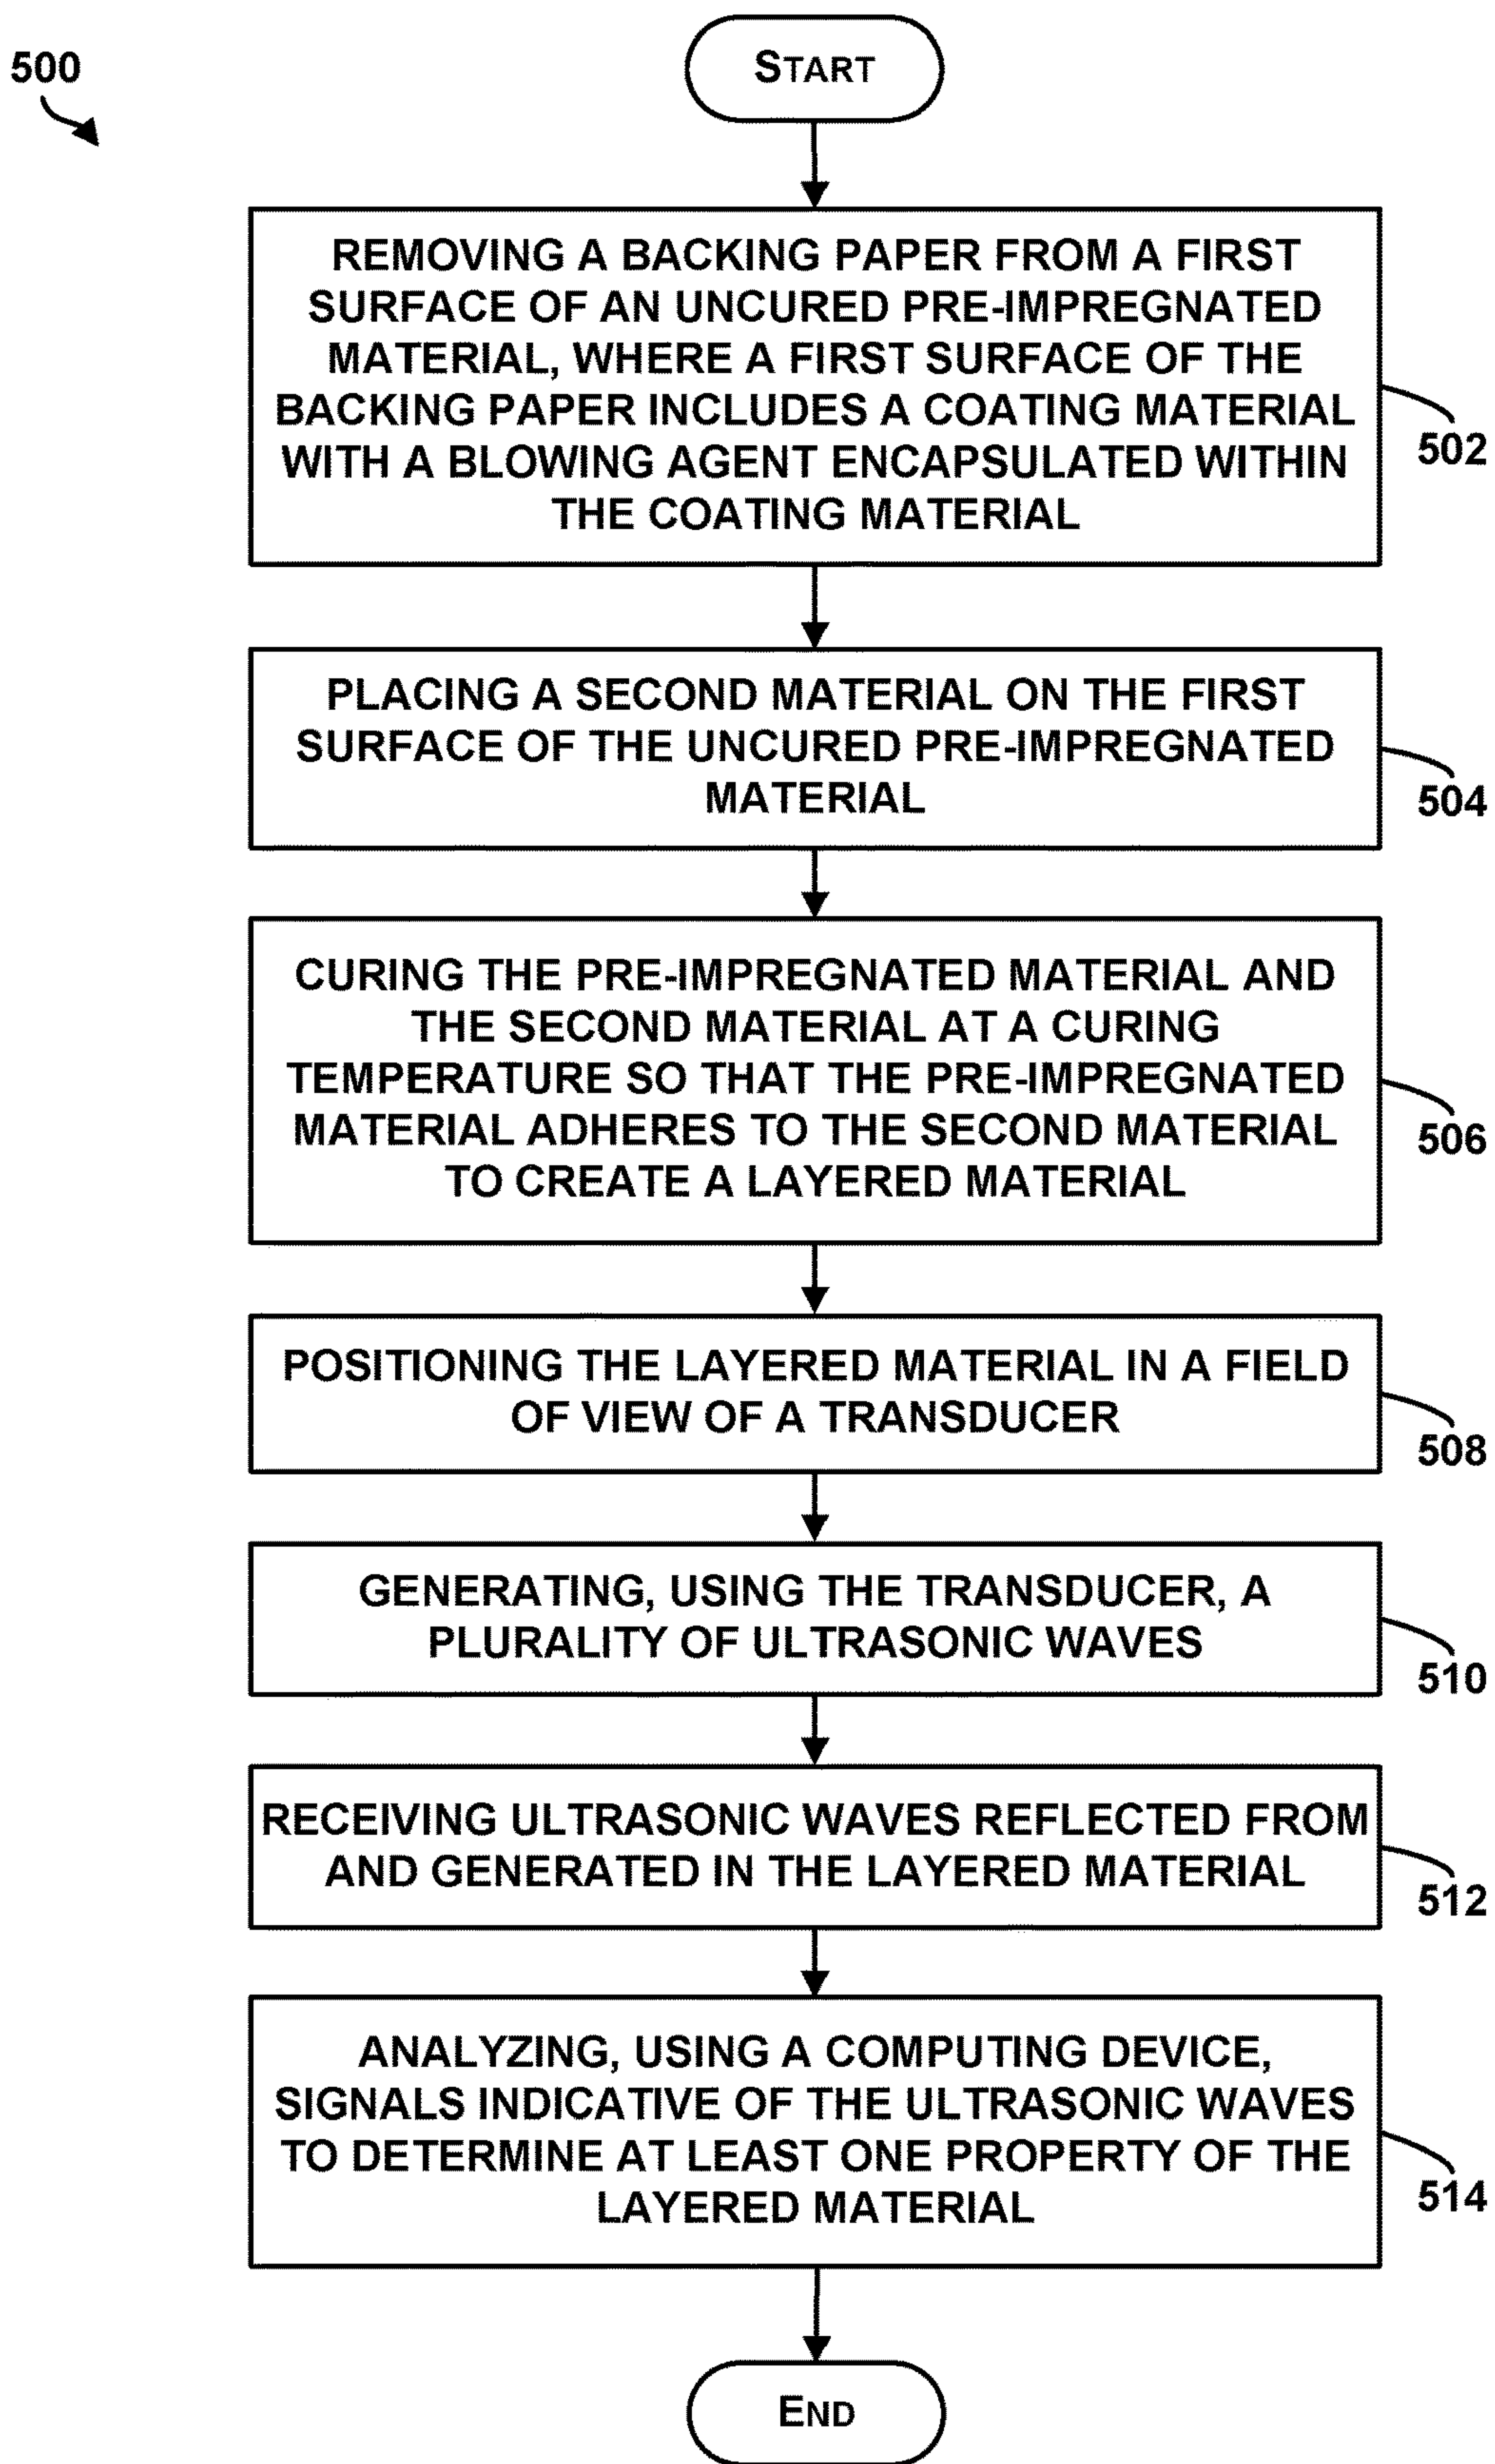 500
START
REMOVING A BACKING PAPER FROM A FIRST
SURFACE OF AN UNCURED PRE-IMPREGNATED
MATERIAL, WHERE A FIRST SURFACE OF THE
BACKING PAPER INCLUDES A COATING MATERIAL
WITH A BLOWING AGENT ENCAPSULATED WITHIN
THE COATING MATERIAL
502
PLACING A SECOND MATERIAL ON THE FIRST
SURFACE OF THE UNCURED PRE-IMPREGNATED
MATERIAL
504
CURING THE PRE-IMPREGNATED MATERIAL AND
THE SECOND MATERIAL AT A CURING
TEMPERATURE SO THAT THE PRE-IMPREGNATED
MATERIAL ADHERES TO THE SECOND MATERIAL
TO CREATE A LAYERED MATERIAL
506
POSITIONING THE LAYERED MATERIAL IN A FIELD
OF VIEW OF A TRANSDUCER
508
GENERATING, USING THE TRANSDUCER, A
PLURALITY OF ULTRASONIC WAVES
510
RECEIVING ULTRASONIC WAVES REFLECTED FROM
AND GENERATED IN THE LAYERED MATERIAL
512
ANALYZING, USING A COMPUTING DEVICE,
SIGNALS INDICATIVE OF THE ULTRASONIC WAVES
TO DETERMINE AT LEAST ONE PROPERTY OF THE
LAYERED MATERIAL
514
END